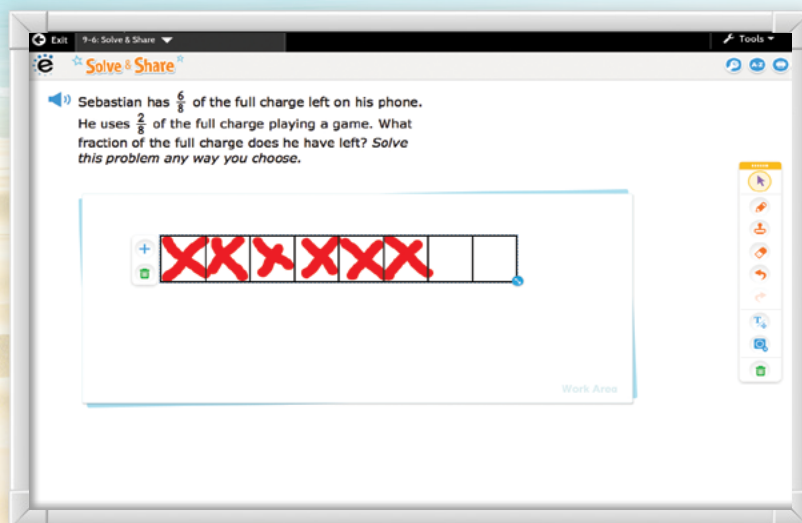 Exit 9-6: Solve & Share Tools
e Solve & Share
A-Z
Sebastian has 6/8 of the full charge left on his phone.
He uses 2/8 of the full charge playing a game. What
fraction of the full charge does he have left? Solve
this problem any way you choose.
Work Area